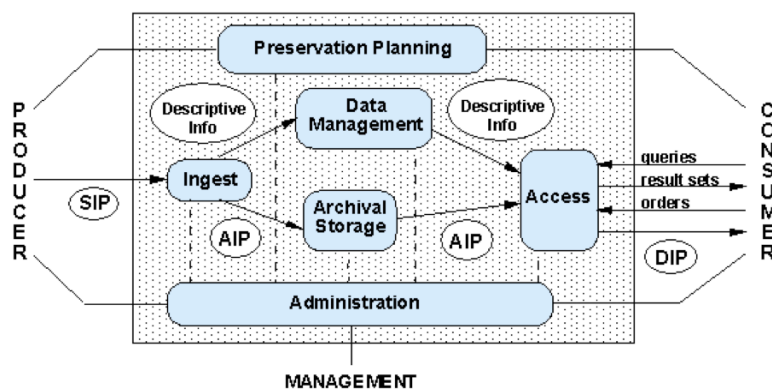 Preservation Planning
PRODUCER
CONSUMER
Descriptive
Info
Data
Management
Descriptive
Info
queries
result sets
orders
Ingest
Access
SIP
AIP
Archival
Storage
AIP
DIP
Administration
MANAGEMENT